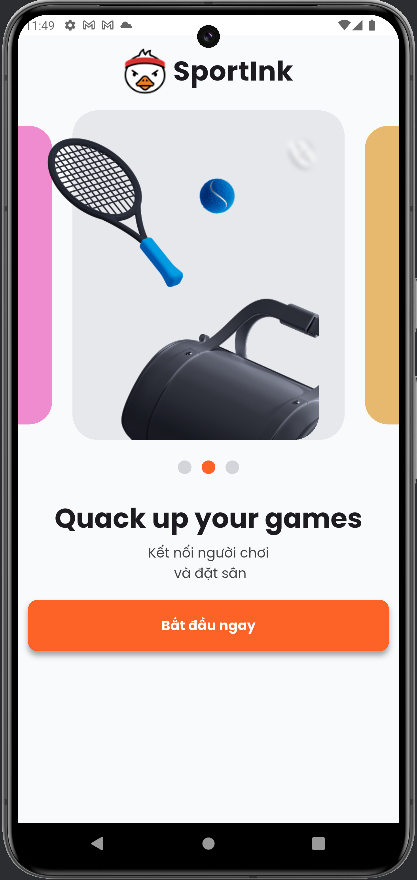 11:49
SportInk
Quack up your games
Kết nối người chơi
và đặt sân
Bắt đầu ngay